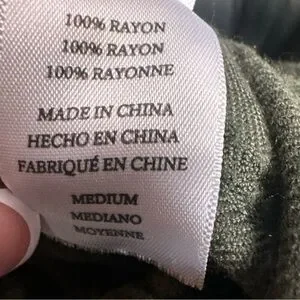 100% RAYON
100% RAYON
100% RAYONNE
MADE IN CHINA
HECHO EN CHINA
FABRIQUÉ EN CHINE
MEDIUM
MEDIANO
MOYENNE